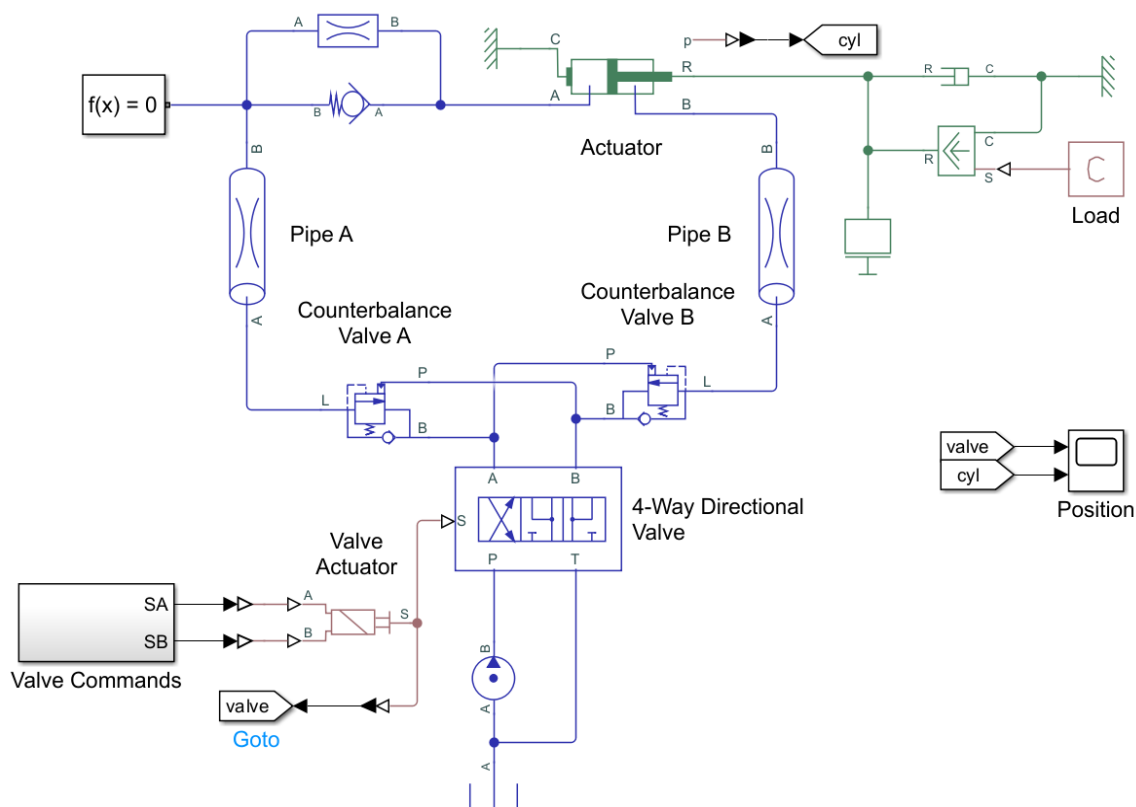 A
B
C
p
cyl
R
R
C
f(x) = 0
B
A
A
B
Actuator
R
C
S
C
Load
B
B
Pipe A
Pipe B
A
A
Counterbalance
Valve A
Counterbalance
Valve B
P
P
L
L
B
B
valve
cyl
Position
A
B
S
P
T
4-Way Directional
Valve
Valve
Actuator
SA
SB
A
B
S
Valve Commands
B
A
valve
Goto
A